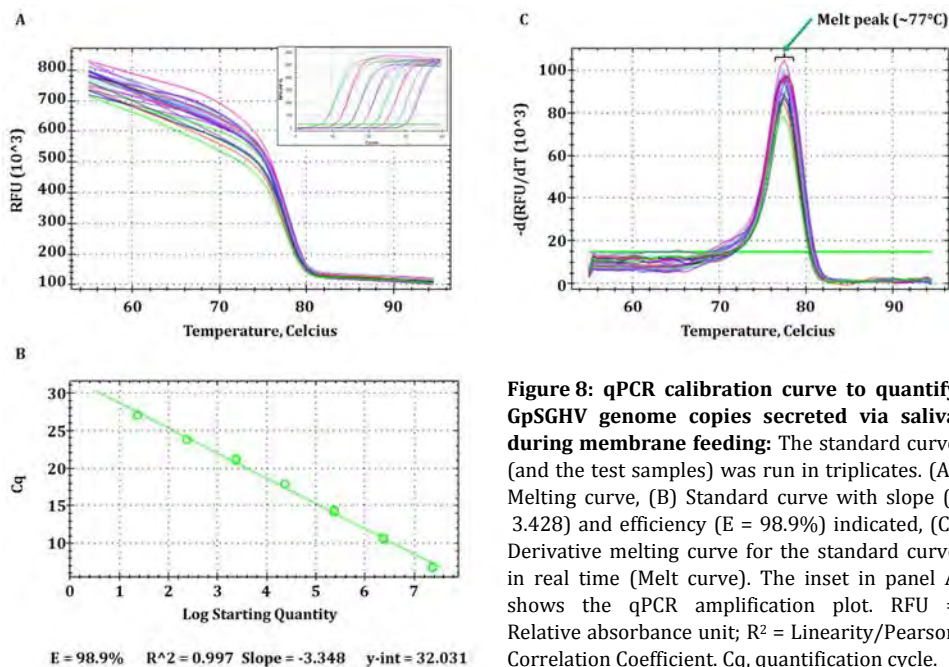 A
800
700
600
500
400
300
200
100
60 70 80 90
RFU (10^3)
Temperature, Celcius
C
Melt peak (~77°C)
100
80
60
40
20
0
60 70 80 90
-d(RFU/dT (10^3)
Temperature, Celcius
B
30
25
20
15
10
0 1 2 3 4 5 6 7
Cq
Log Starting Quantity
E = 98.9% R^2 = 0.997 Slope = -3.348 y-int = 32.031
Figure 8: qPCR calibration curve to quantify
GpSGHV genome copies secreted via saliva
during membrane feeding: The standard curve
(and the test samples) was run in triplicates. (A
Melting curve, (B) Standard curve with slope (
3.428) and efficiency (E = 98.9%) indicated, (C
Derivative melting curve for the standard curve
in real time (Melt curve). The inset in panel A
shows the qPCR amplification plot. RFU =
Relative absorbance unit; R² = Linearity/Pearson
Correlation Coefficient. Cq, quantification cycle.